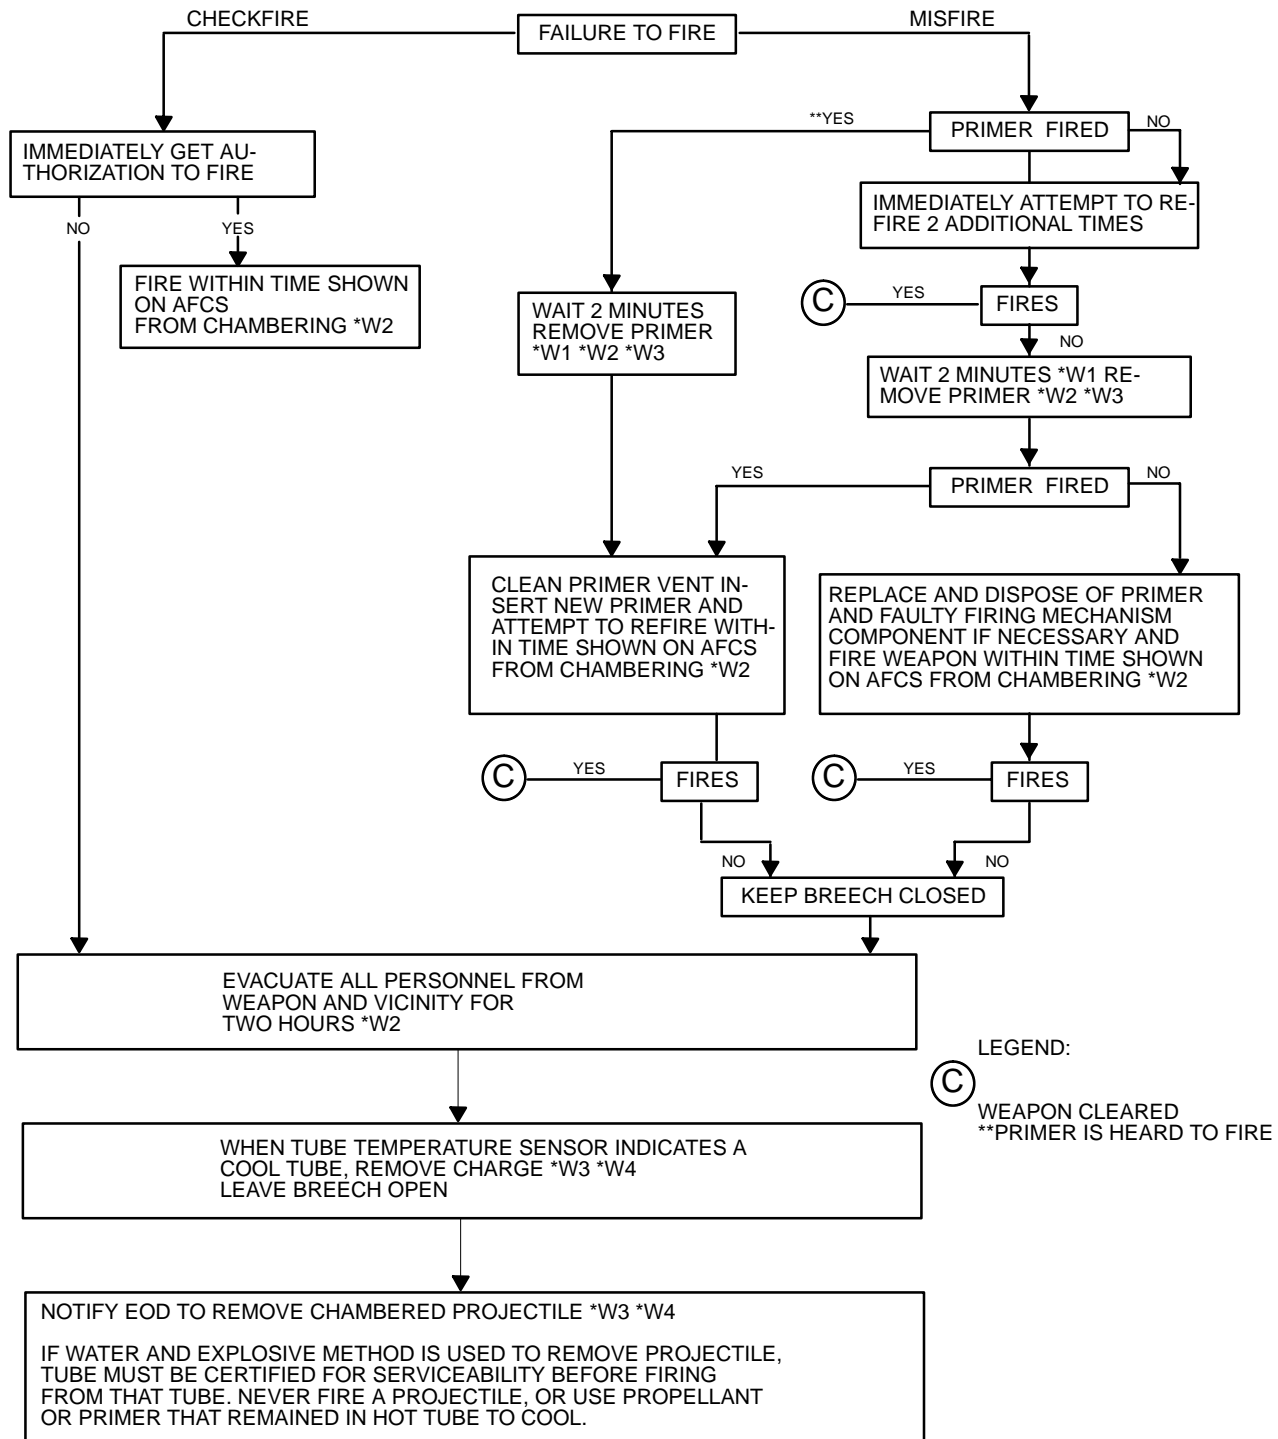 CHECKFIRE
MISFIRE
FAILURE TO FIRE
**YES
PRIMER FIRED
NO
IMMEDIATELY GET AU-
THORIZATION TO FIRE
IMMEDIATELY ATTEMPT TO RE-
FIRE 2 ADDITIONAL TIMES
NO
YES
FIRE WITHIN TIME SHOWN
ON AFCS
FROM CHAMBERING *W2
WAIT 2 MINUTES
REMOVE PRIMER
*W1 *W2 *W3
C
YES
FIRES
NO
WAIT 2 MINUTES *W1 RE-
MOVE PRIMER *W2 *W3
YES
PRIMER FIRED
NO
CLEAN PRIMER VENT IN-
SERT NEW PRIMER AND
ATTEMPT TO REFIRE WITH-
IN TIME SHOWN ON AFCS
FROM CHAMBERING *W2
REPLACE AND DISPOSE OF PRIMER
AND FAULTY FIRING MECHANISM
COMPONENT IF NECESSARY AND
FIRE WEAPON WITHIN TIME SHOWN
ON AFCS FROM CHAMBERING *W2
C
YES
FIRES
C
YES
FIRES
NO
NO
KEEP BREECH CLOSED
EVACUATE ALL PERSONNEL FROM
WEAPON AND VICINITY FOR
TWO HOURS *W2
LEGEND:
C
WEAPON CLEARED
**PRIMER IS HEARD TO FIRE
WHEN TUBE TEMPERATURE SENSOR INDICATES A
COOL TUBE, REMOVE CHARGE *W3 *W4
LEAVE BREECH OPEN
NOTIFY EOD TO REMOVE CHAMBERED PROJECTILE *W3 *W4
IF WATER AND EXPLOSIVE METHOD IS USED TO REMOVE PROJECTILE,
TUBE MUST BE CERTIFIED FOR SERVICEABILITY BEFORE FIRING
FROM THAT TUBE. NEVER FIRE A PROJECTILE, OR USE PROPELLANT
OR PRIMER THAT REMAINED IN HOT TUBE TO COOL.